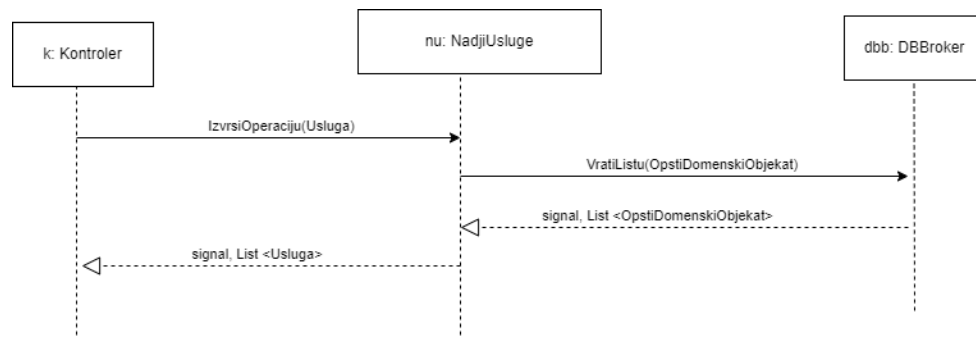 k: Kontroler
nu: NadjiUsluge
dbb: DBBroker
IzvrsiOperaciju(Usluga)
VratiListu(OpstiDomenskiObjekat)
signal, List <OpstiDomenskiObjekat>
signal, List <Usluga>